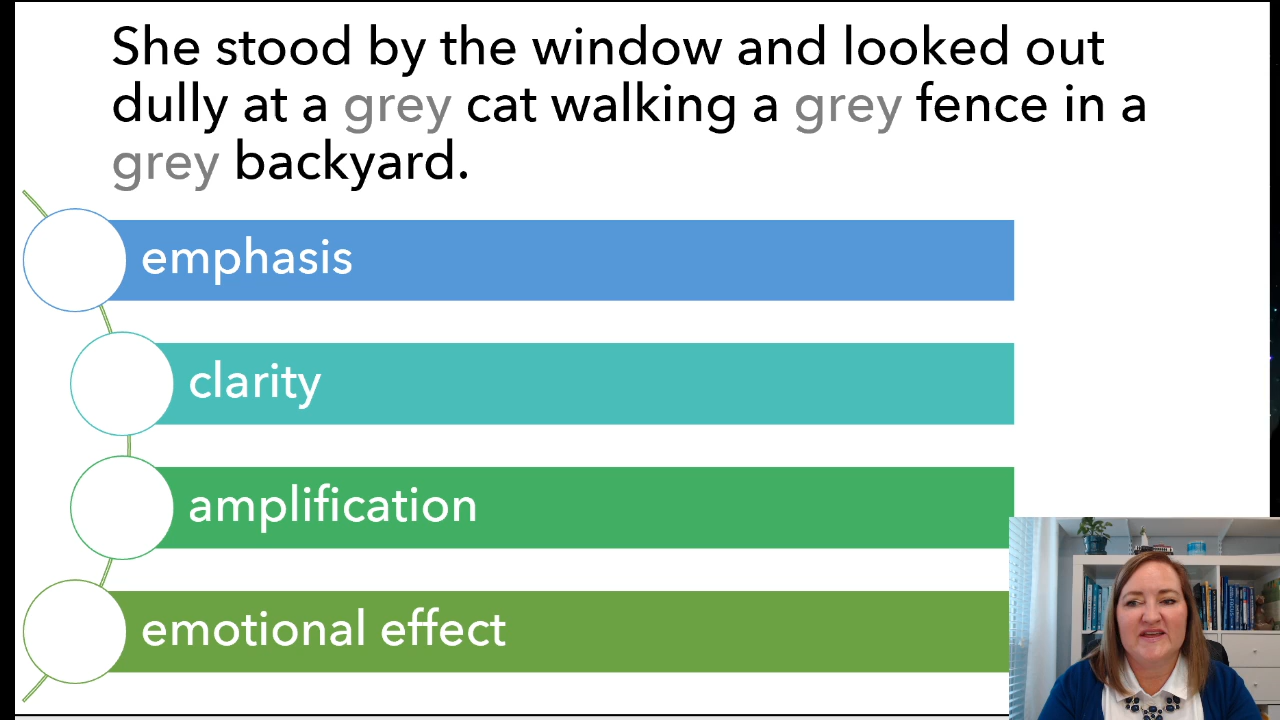 She stood by the window and looked out
dully at a grey cat walking a grey fence in a
grey backyard.
emphasis
clarity
amplification
emotional effect